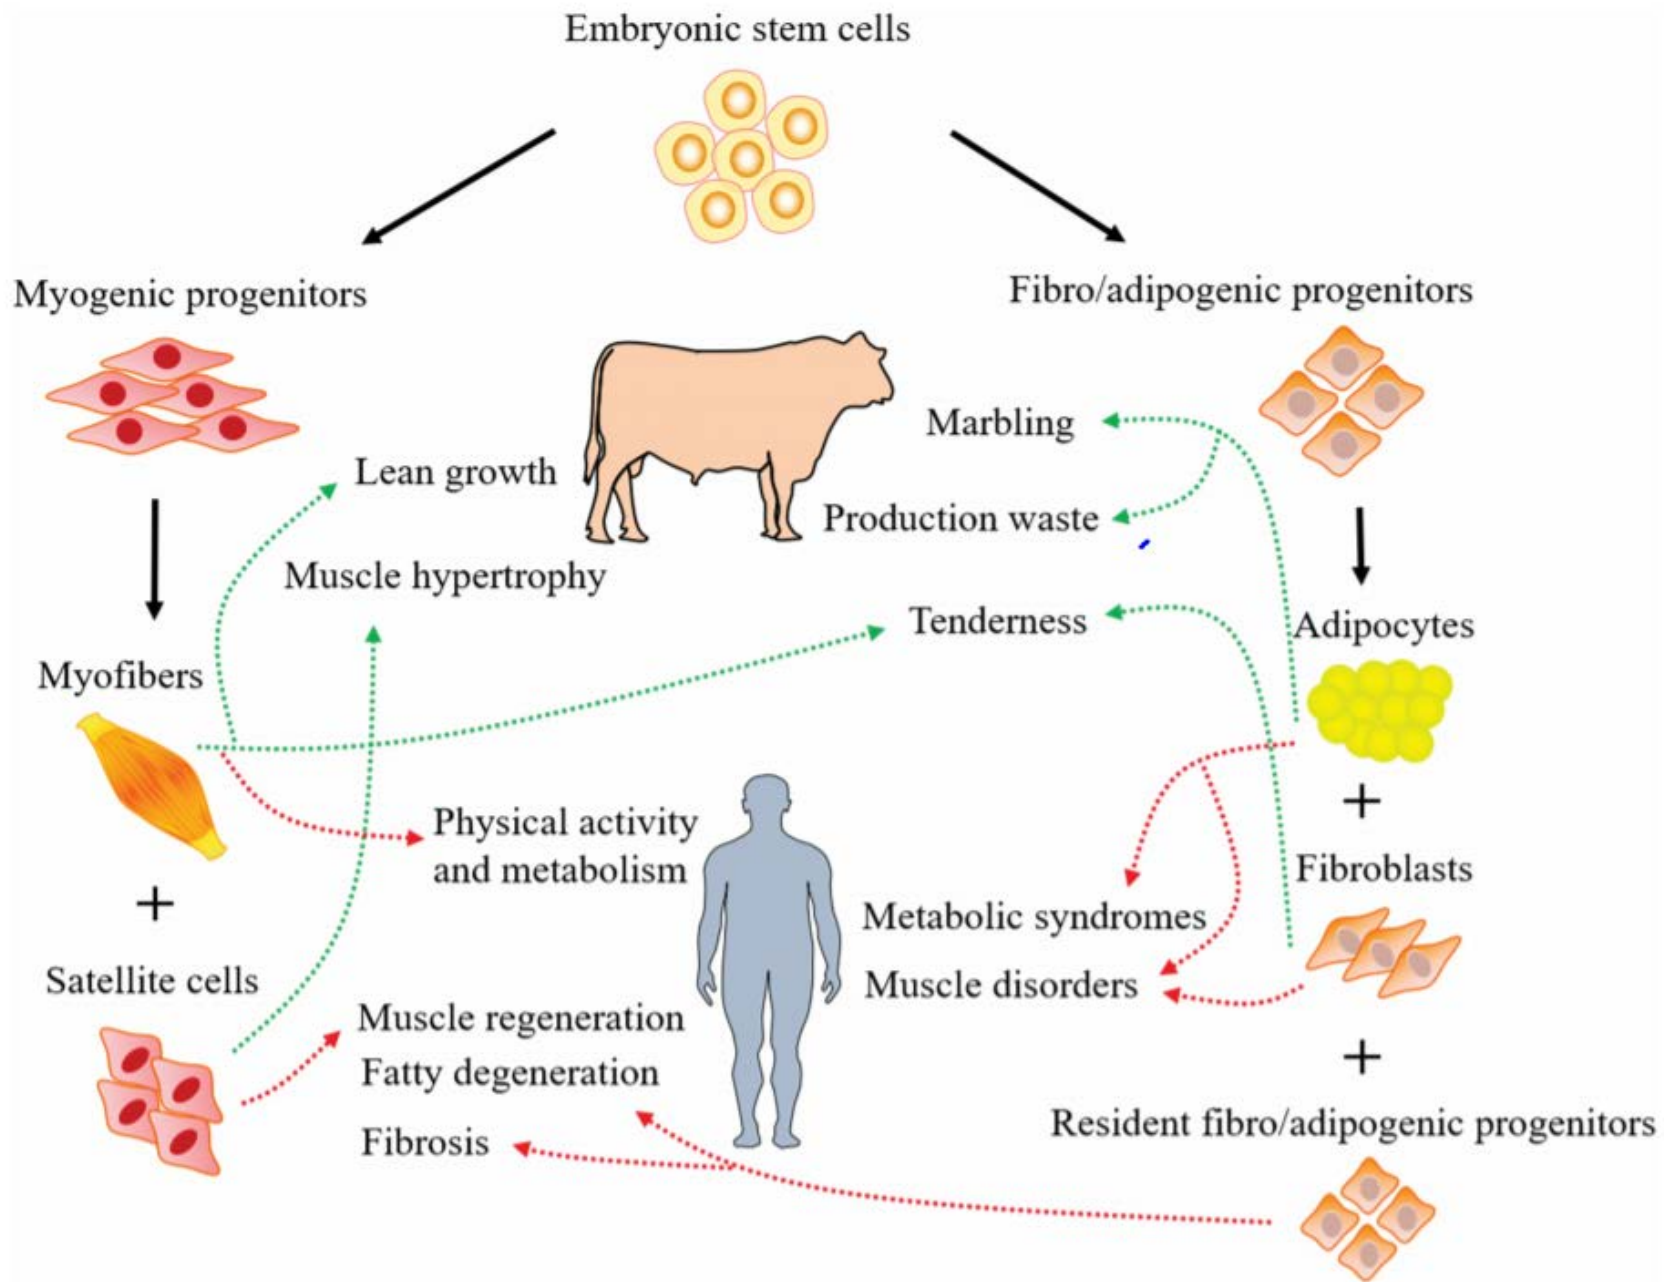 Embryonic stem cells
Myogenic progenitors
Fibro/adipogenic progenitors
Marbling
Lean growth
Production waste
Muscle hypertrophy
Tenderness
Adipocytes
Myofibers
+
Physical activity
and metabolism
Fibroblasts
+
Metabolic syndromes
Satellite cells
Muscle disorders
Muscle regeneration
+
Fatty degeneration
Resident fibro/adipogenic progenitors
Fibrosis